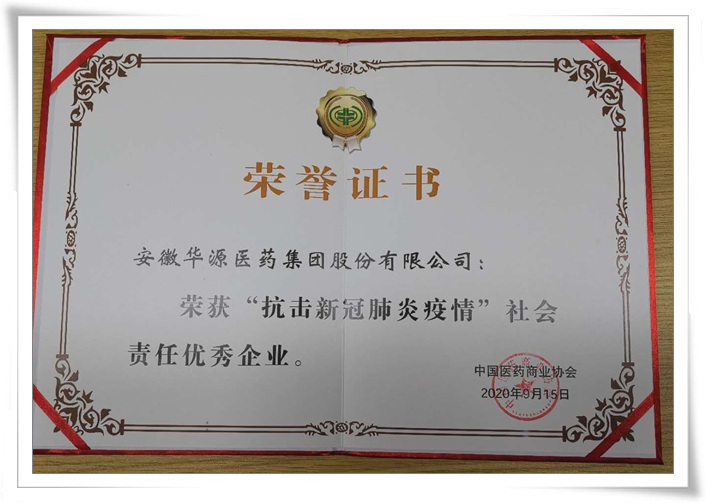 荣誉证书
安徽华源医药集团股份有限公司：
荣获“抗击新冠肺炎疫情”社会
责任优秀企业。
中国医药商业协会
2020年9月15日